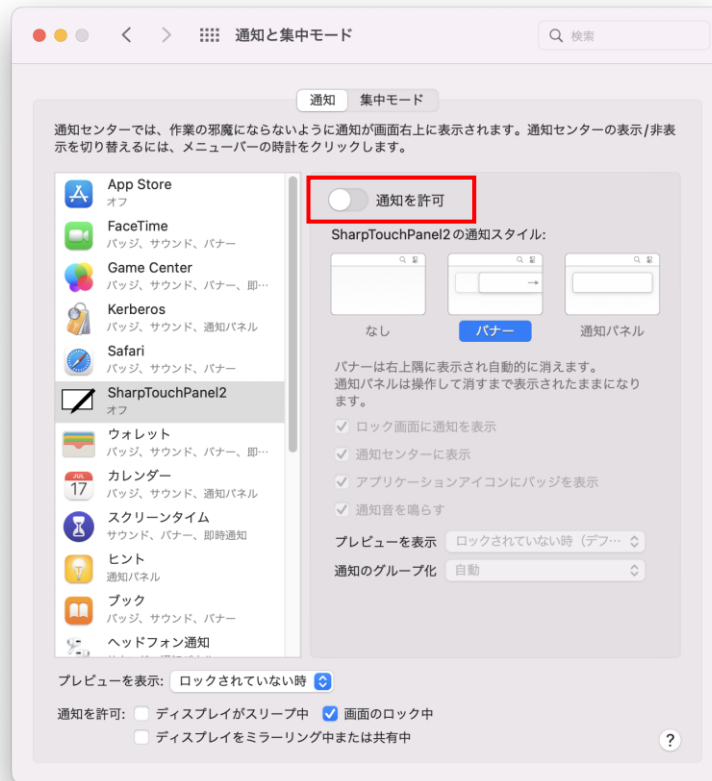 通知と集中モード
検索
通知 集中モード
通知センターでは、作業の邪魔にならないように通知が画面右上に表示されます。通知センターの表示/非表
示を切り替えるには、メニューバーの時計をクリックします。
App Store
オフ
FaceTime
バッジ、サウンド、バナー
Game Center
バッジ、サウンド、バナー、即…
Kerberos
バッジ、サウンド、通知パネル
Safari
バッジ、サウンド、バナー
SharpTouchPanel2
オフ
ウォレット
バッジ、サウンド、バナー、即…
JUL
17
カレンダー
バッジ、サウンド、通知パネル
スクリーンタイム
サウンド、バナー、即時通知
ヒント
通知パネル
ブック
バッジ、サウンド、バナー
ヘッドフォン通知
通知を許可
SharpTouchPanel2の通知スタイル:
なし
バナー
通知パネル
バナーは右上隅に表示され自動的に消えます。
通知パネルは操作して消すまで表示されたままになり
ます。
ロック画面に通知を表示
通知センターに表示
アプリケーションアイコンにバッジを表示
通知音を鳴らす
プレビューを表示 ロックされていない時（デフ…
通知のグループ化 自動
プレビューを表示: ロックされていない時
通知を許可: ディスプレイがスリープ中 画面のロック中
ディスプレイをミラーリング中または共有中
?